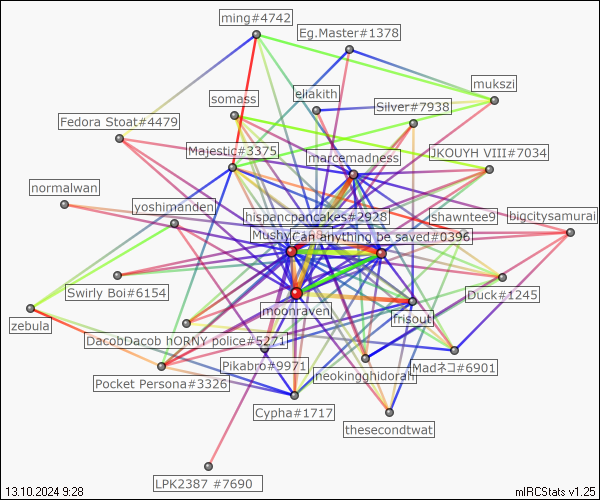 ming#4742
Eg.Master#1378
mukszi
eliakith
somass
Silver#7938
Fedora Stoat#4479
Majestic#3375
marcemadness
JKOUYH VIII#7034
normalwan
yoshimanden
hispancpancakes#2928
shawntee9
bigcitysamurai
Can anything be saved#0396
Swirly Boi#6154
Duck#1245
moonraven
zebula
frisout
DacobDacob hORNY police#5271
Pikabro#9971
Madネコ#6901
Pocket Persona#3326
neokingghidorah
Cypha#1717
thesecondtwat
LPK2387 #7690
13.10.2024 9:28
mIRCStats v1.25